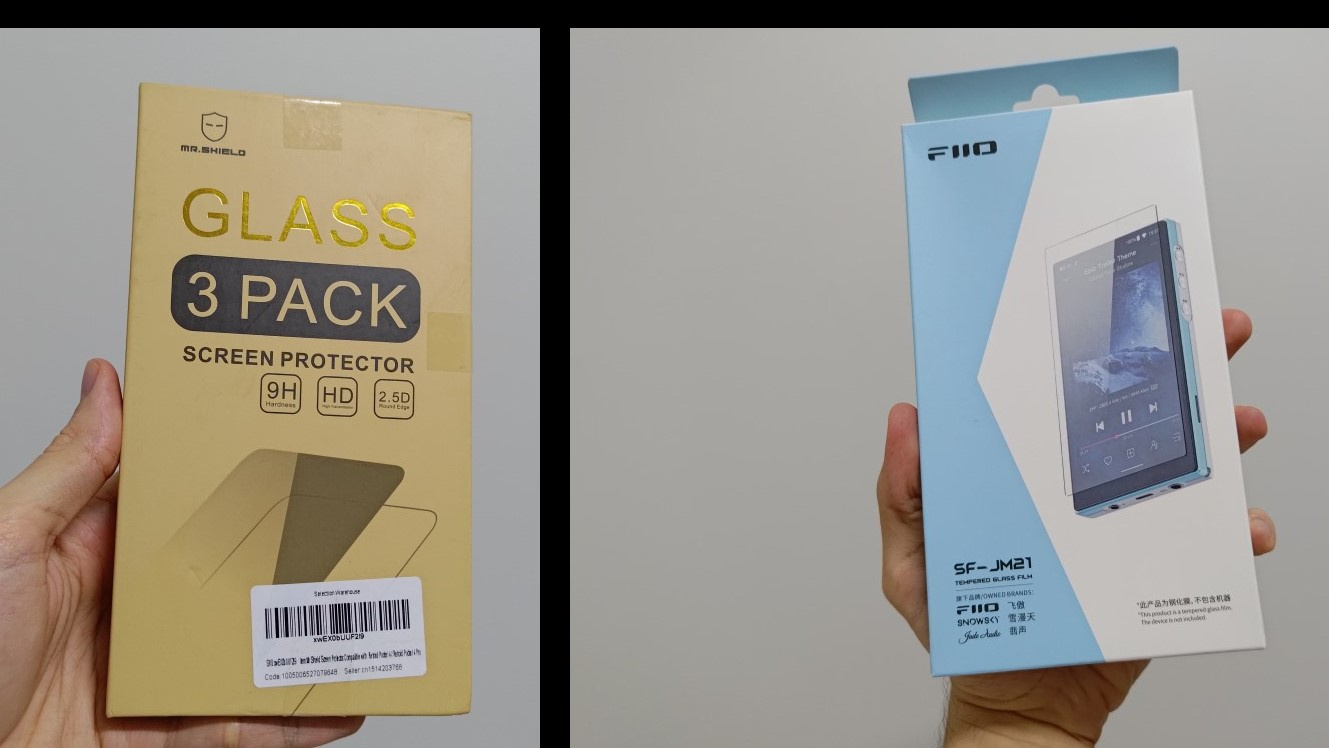 MR.SHIELD
GLASS
3 PACK
SCREEN PROTECTOR
9H
Hardness
HD
2.5D
Round Edge
Selection Warehouse
xwEX0bUUF2I9
Code:1005006527079848 Seller:cn1514203766
FIIO
Theme
SF-JM21
TEMPERED GLASS FILM
旗下品牌/OWNED BRANDS:
FIIO 飞傲
SNOWSKY 雪漫天
Jade Audio 翡声
*此产品为钢化膜,不包含机器
*This product is a tempered glass film.
The device is not included.